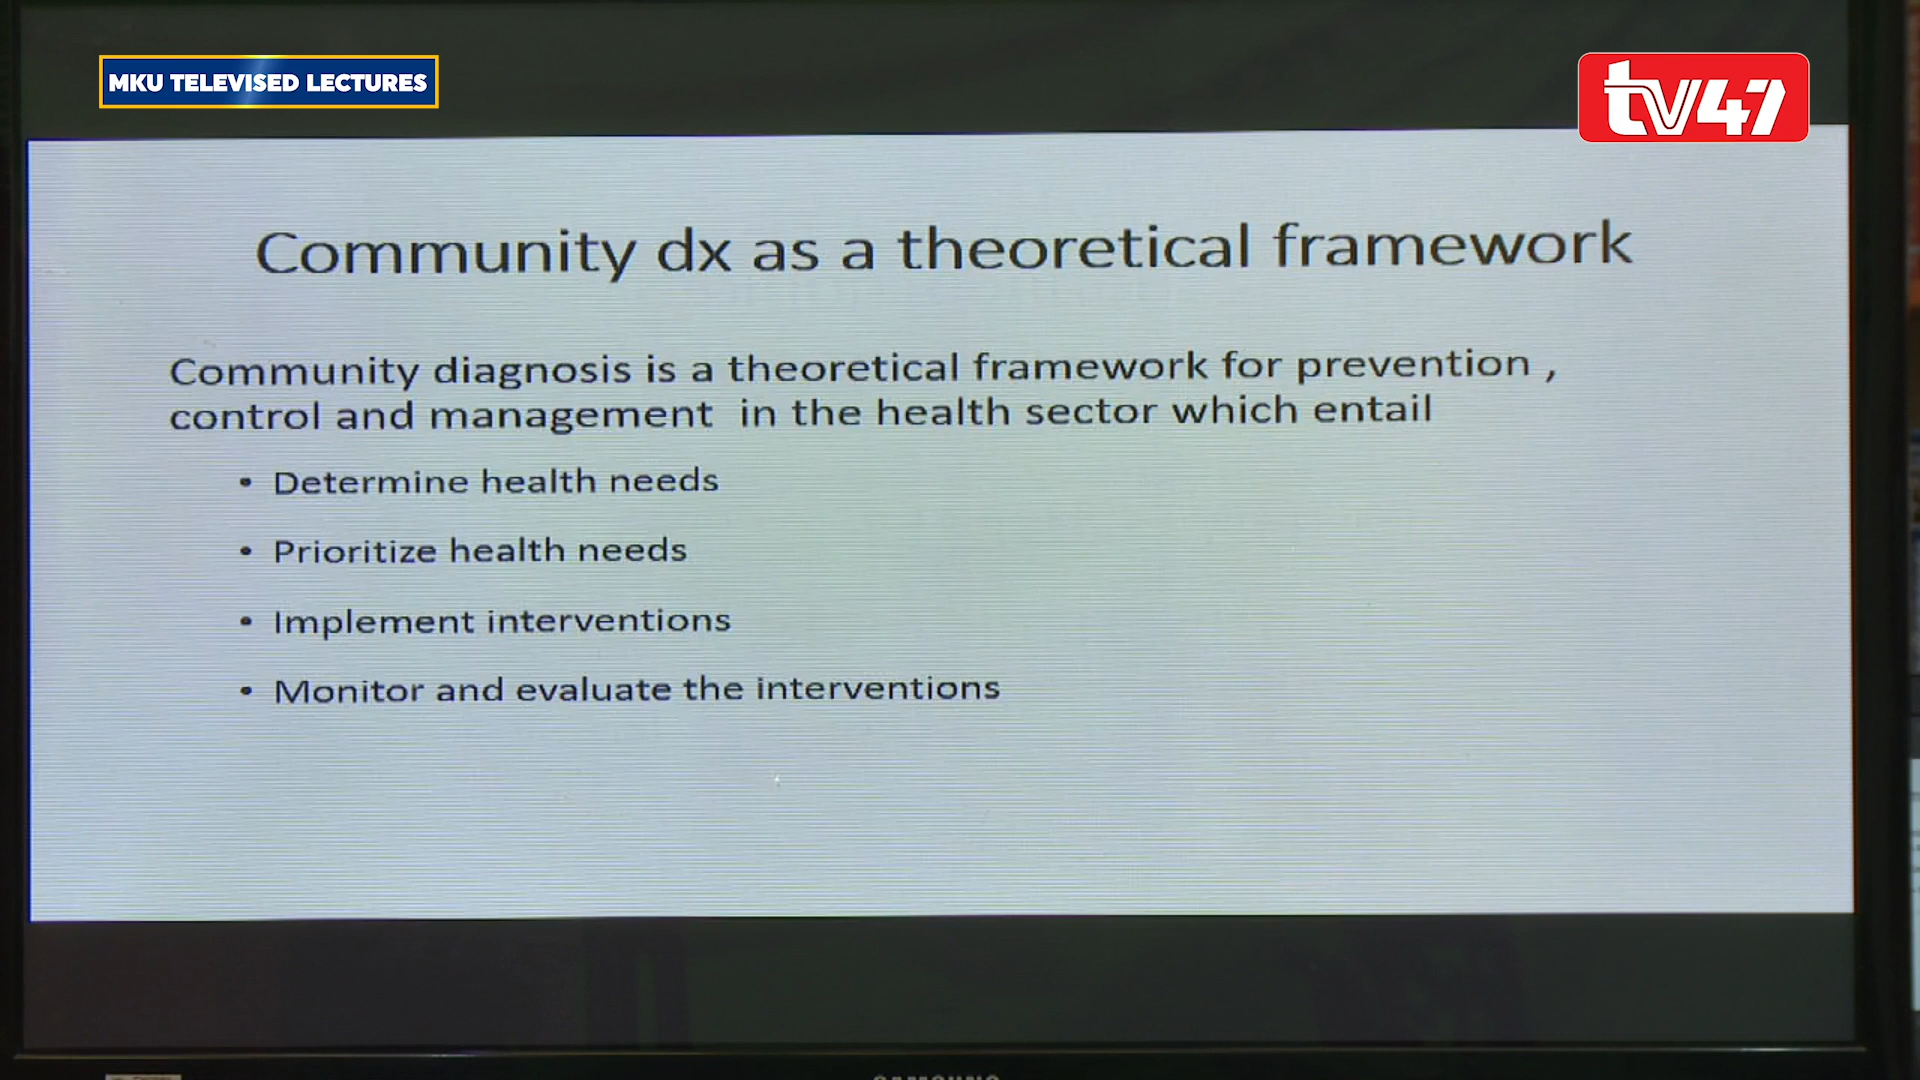 MKU TELEVISED LECTURES
tv47
Community dx as a theoretical framework
Community diagnosis is a theoretical framework for prevention ,
control and management in the health sector which entail
• Determine health needs
• Prioritize health needs
• Implement interventions
• Monitor and evaluate the interventions
SAMSUNG